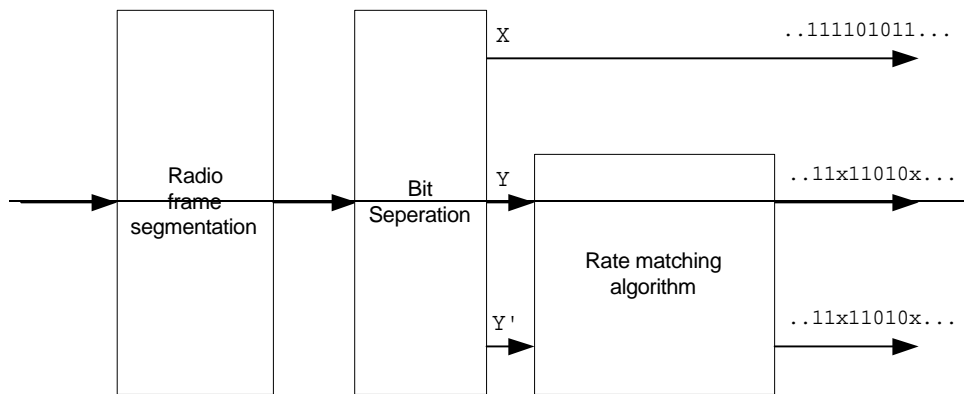 X
..111101011...
Radio
frame
segmentation
Bit
Seperation
Y
..11x11010x...
Rate matching
algorithm
Y'
..11x11010x...